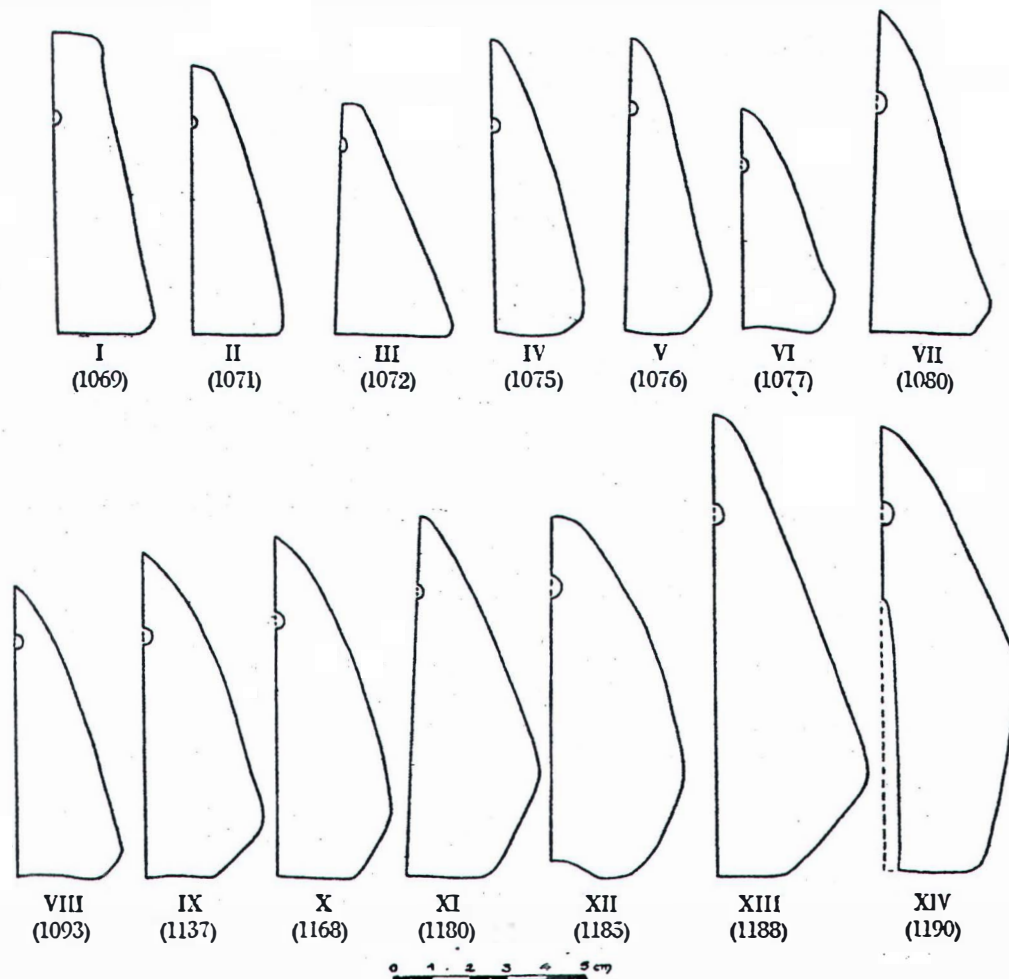 I II III IV V VI VII
(1069) (1071) (1072) (1075) (1076) (1077) (1080)
VIII IX X XI XII XIII XIV
(1093) (1137) (1168) (1180) (1183) (1188) (1190)
0 1 2 3 4 5 cm